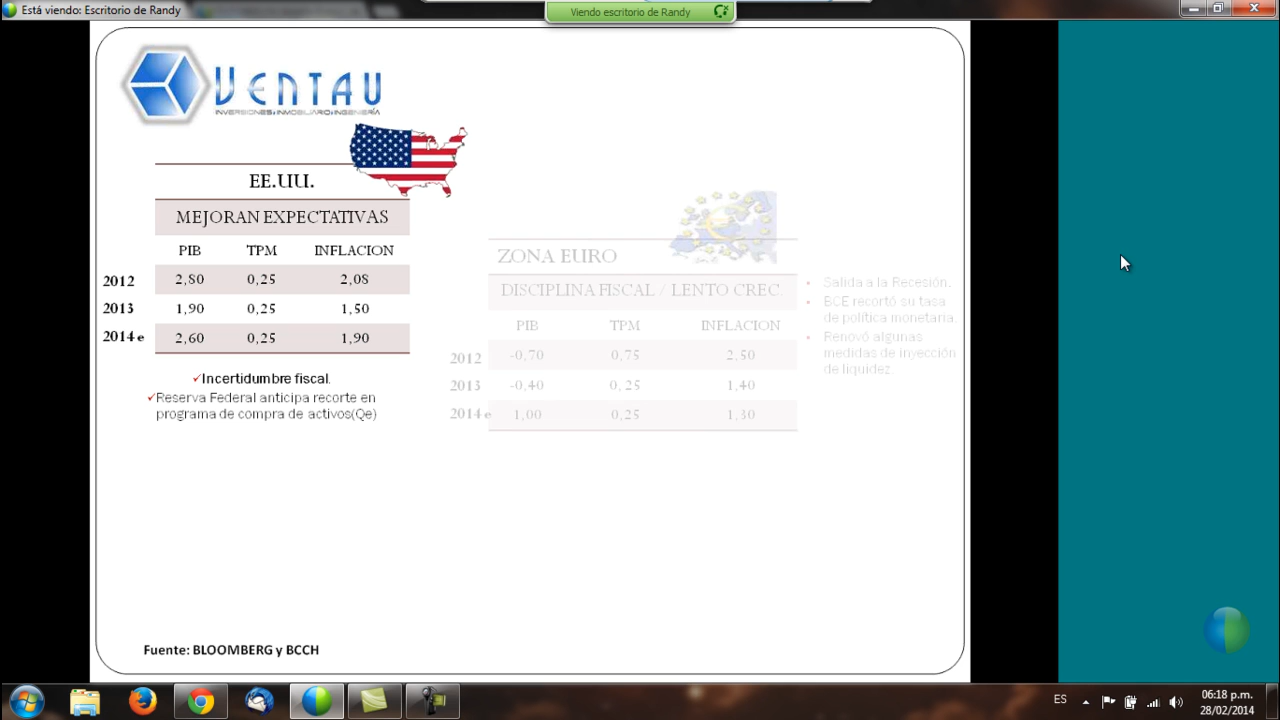 Está viendo: Escritorio de Randy
Viendo escritorio de Randy
VENTAU
INVERSIONES INMOBILIARIO INGENIERÍA
EE.UU.
MEJORAN EXPECTATIVAS
PIB TPM INFLACION
2012 2,80 0,25 2,08
2013 1,90 0,25 1,50
2014 e 2,60 0,25 1,90
Incertidumbre fiscal.
Reserva Federal anticipa recorte en
programa de compra de activos(Qe)
ZONA EURO
DISCIPLINA FISCAL / LENTO CREC.
PIB TPM INFLACION
2012 -0,70 0,75 2,50
2013 -0,40 0,25 1,40
2014 e 1,00 0,25 1,30
Salida a la Recesión.
BCE recortó su tasa
de política monetaria.
Renovó algunas
medidas de inyección
de liquidez.
Fuente: BLOOMBERG y BCCH
ES
06:18 p.m.
28/02/2014